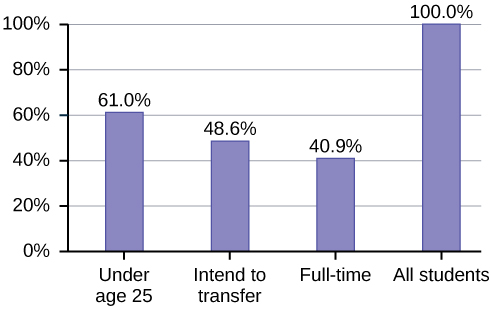 100.0%
100%
80%
61.0%
60%
48.6%
40.9%
40%
20%
0%
Under
age 25
Intend to
transfer
Full-time
All students